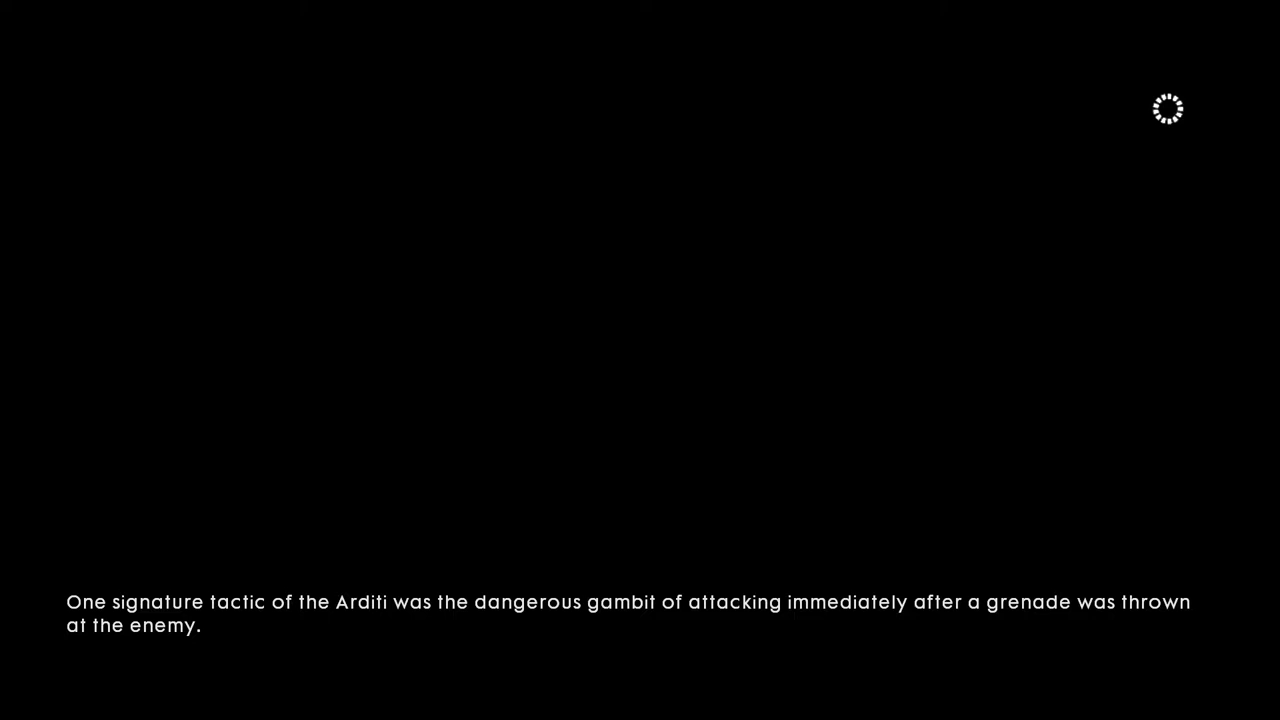 One signature tactic of the Arditi was the dangerous gambit of attacking immediately after a grenade was thrown
at the enemy.